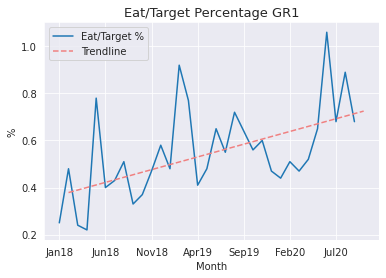 Eat/Target Percentage GR1
Eat/Target %
Trendline
%
1.0
0.8
0.6
0.4
0.2
Jan18 Jun18 Nov18 Apr19 Sep19 Feb20 Jul20
Month